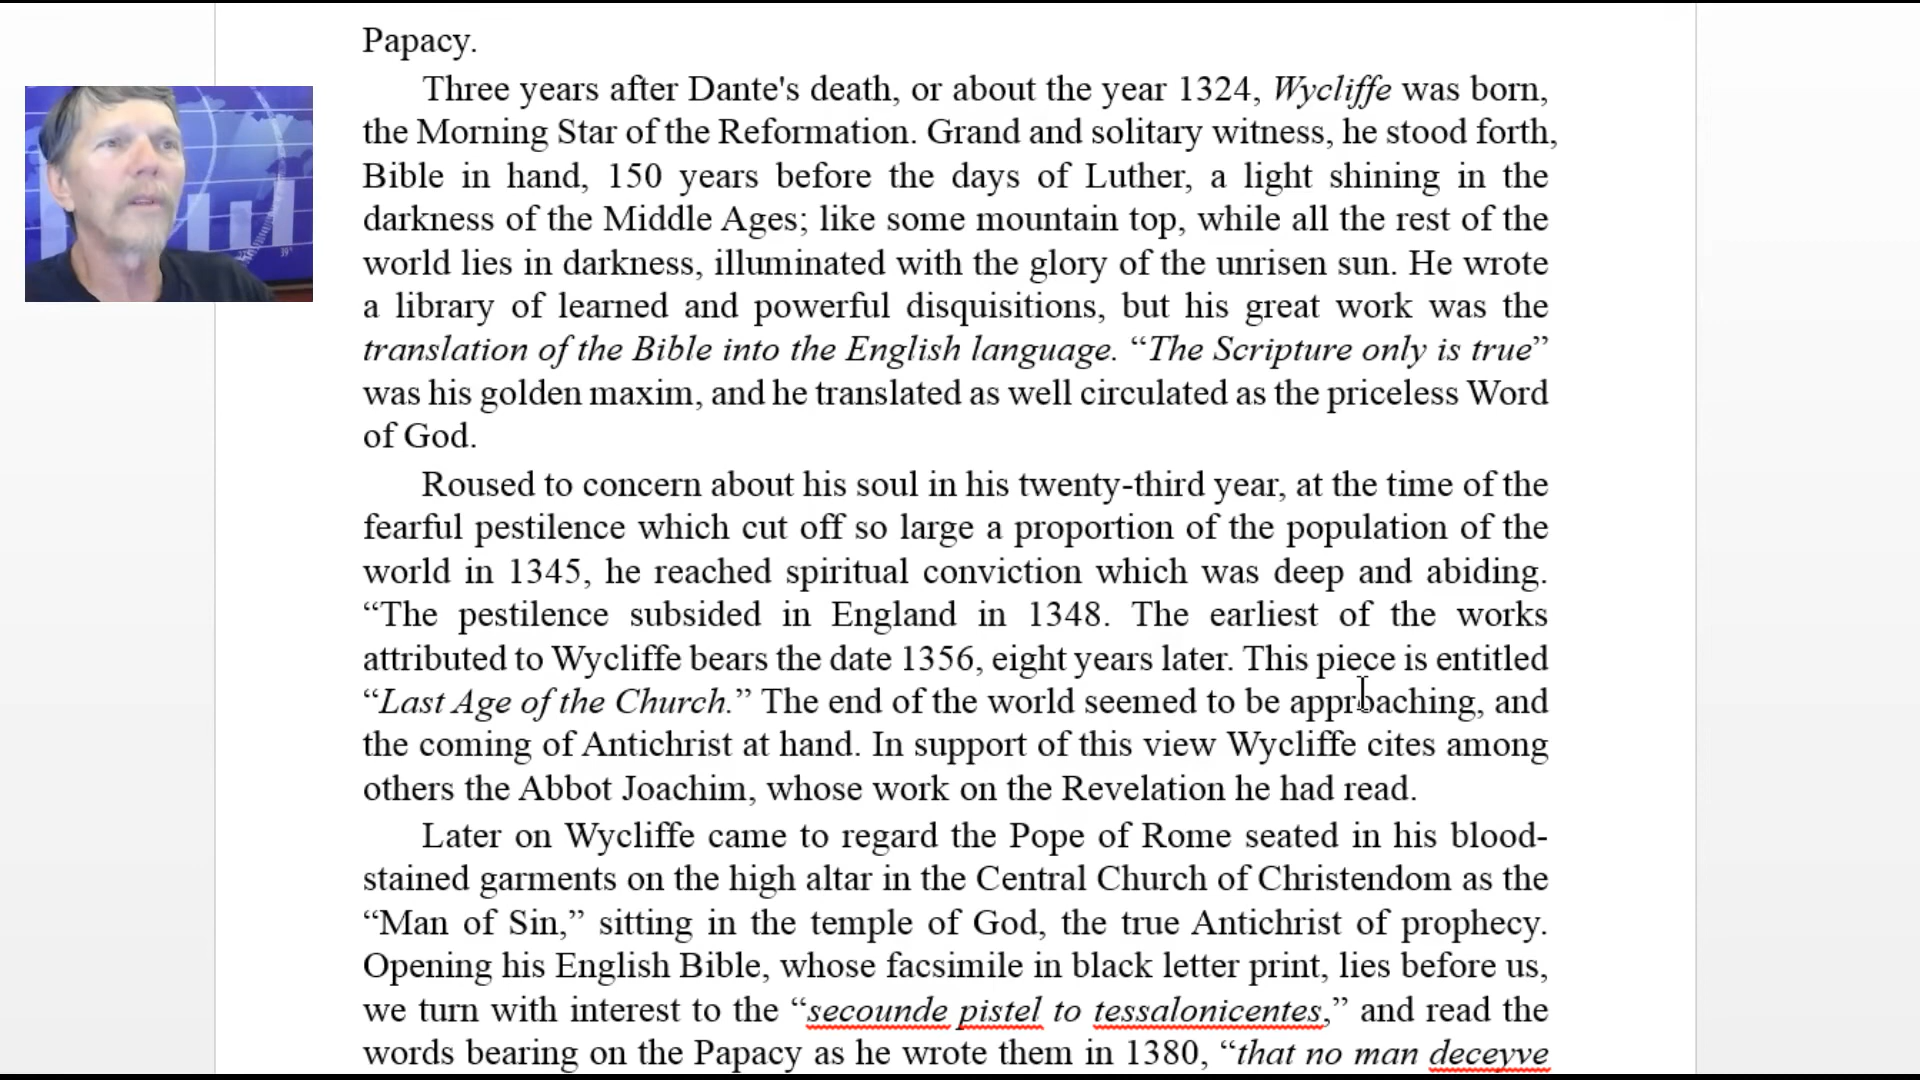 Papacy.
Three years after Dante's death, or about the year 1324, Wycliffe was born,
the Morning Star of the Reformation. Grand and solitary witness, he stood forth,
Bible in hand, 150 years before the days of Luther, a light shining in the
darkness of the Middle Ages; like some mountain top, while all the rest of the
world lies in darkness, illuminated with the glory of the unrisen sun. He wrote
a library of learned and powerful disquisitions, but his great work was the
translation of the Bible into the English language. “The Scripture only is true”
was his golden maxim, and he translated as well circulated as the priceless Word
of God.
Roused to concern about his soul in his twenty-third year, at the time of the
fearful pestilence which cut off so large a proportion of the population of the
world in 1345, he reached spiritual conviction which was deep and abiding.
“The pestilence subsided in England in 1348. The earliest of the works
attributed to Wycliffe bears the date 1356, eight years later. This piece is entitled
“Last Age of the Church.” The end of the world seemed to be approaching, and
the coming of Antichrist at hand. In support of this view Wycliffe cites among
others the Abbot Joachim, whose work on the Revelation he had read.
Later on Wycliffe came to regard the Pope of Rome seated in his blood-
stained garments on the high altar in the Central Church of Christendom as the
“Man of Sin,” sitting in the temple of God, the true Antichrist of prophecy.
Opening his English Bible, whose facsimile in black letter print, lies before us,
we turn with interest to the “secounde pistel to tessalonicentes,” and read the
words bearing on the Papacy as he wrote them in 1380, “that no man deceyve